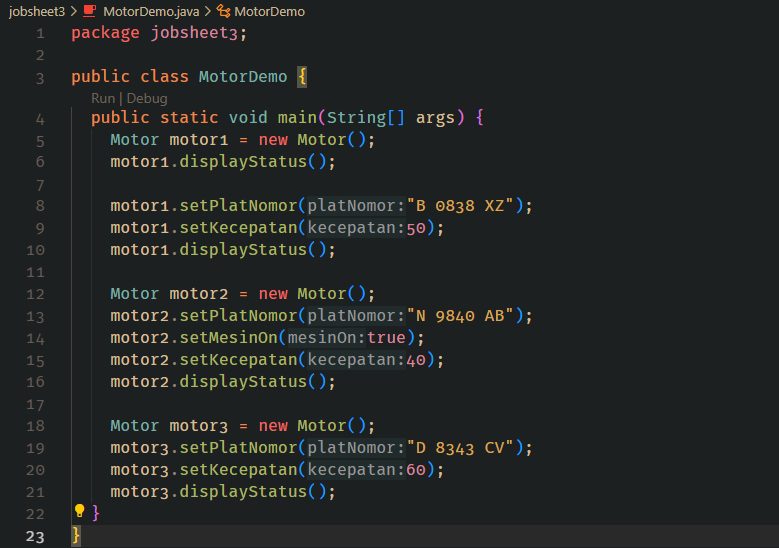 jobsheet3 > MotorDemo.java > MotorDemo
1 package jobsheet3;
2
3 public class MotorDemo {
Run | Debug
4 public static void main(String[] args) {
5 Motor motor1 = new Motor();
6 motor1.displayStatus();
7
8 motor1.setPlatNomor(platNomor:"B 0838 XZ");
9 motor1.setKecepatan(kecepatan:50);
10 motor1.displayStatus();
11
12 Motor motor2 = new Motor();
13 motor2.setPlatNomor(platNomor:"N 9840 AB");
14 motor2.setMesinOn(mesinOn:true);
15 motor2.setKecepatan(kecepatan:40);
16 motor2.displayStatus();
17
18 Motor motor3 = new Motor();
19 motor3.setPlatNomor(platNomor:"D 8343 CV");
20 motor3.setKecepatan(kecepatan:60);
21 motor3.displayStatus();
22 }
23 }